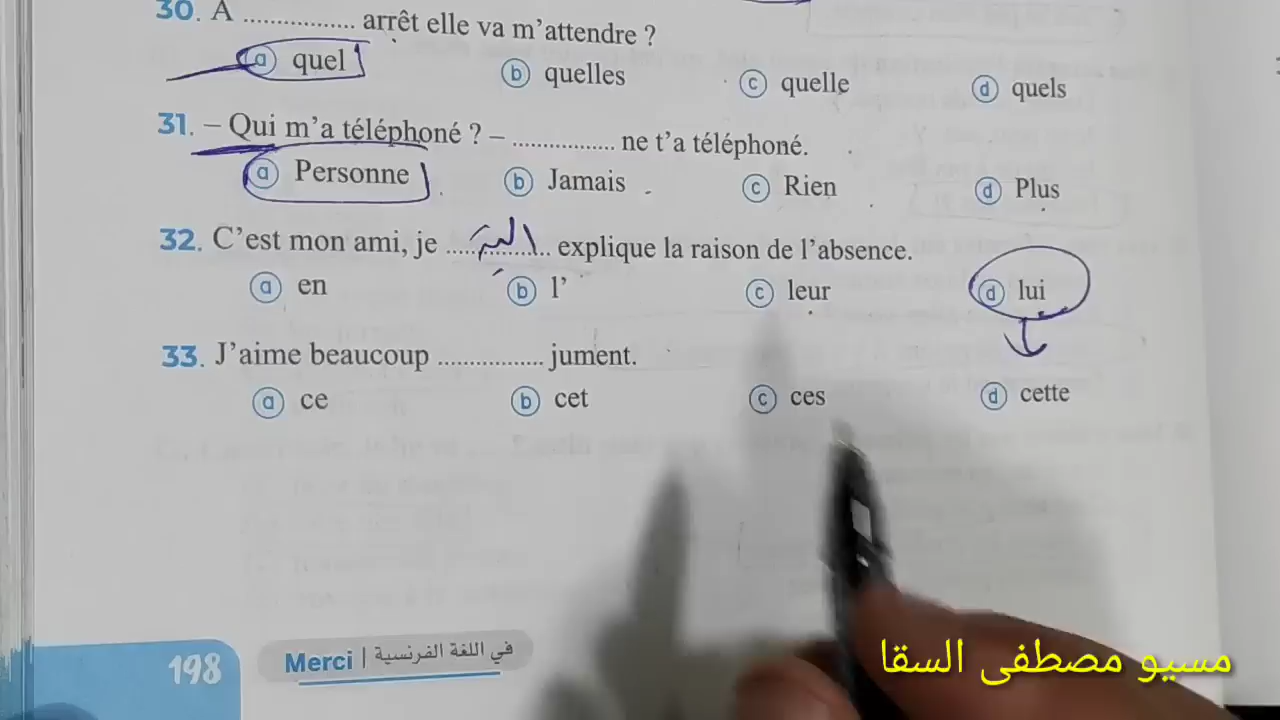 30. A ................ arrêt elle va m'attendre ?
a quel b quelles c quelle d quels
31. – Qui m'a téléphoné ? – ................ ne t'a téléphoné.
a Personne b Jamais c Rien d Plus
32. C'est mon ami, je ................ explique la raison de l'absence.
a en b l' c leur d lui
33. J'aime beaucoup ................ jument.
a ce b cet c ces d cette
198 Merci | في اللغة الفرنسية
مسيو مصطفى السقا